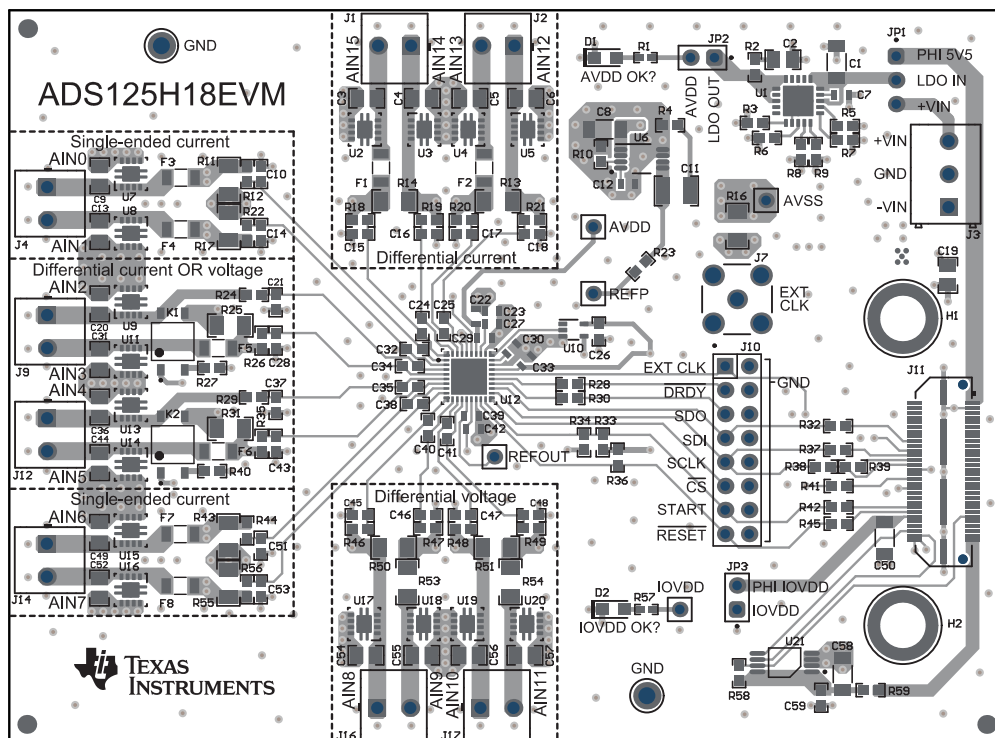 GND
ADS125H18EVM
J1
J2
AIN15
AIN14
AIN13
AIN12
C3
C4
C5
C6
U2
U3
U4
U5
F1
R14
F2
R13
R18
R19
R20
R21
C15
C16
C17
C18
Differential current
D1
R1
AVDD OK?
JP2
AVDD
LDO OUT
R2
C2
U1
C1
C7
R3
R6
R8
R9
R5
R7
JP1
PHI 5V5
LDO IN
+VIN
+VIN
GND
-VIN
J3
C8
U6
R4
R10
C12
C11
R16
AVSS
AVDD
REFP
R23
J7
EXT
CLK
C19
H1
Single-ended current
AIN0
J4
AIN1
C9
U7
F3
R11
C10
R12
C13
U8
R22
F4
R17
C14
Differential current OR voltage
AIN2
J9
AIN3
C20
C31
U9
U11
K1
R24
C21
R25
F5
R26
C28
R27
AIN4
J12
AIN5
C36
C44
U13
U14
K2
R29
C37
R31
R35
F6
C43
R40
Single-ended current
AIN6
J14
AIN7
C49
C52
U15
U16
F7
R43
R44
C51
R56
F8
R55
C53
C24
C25
C22
C23
C27
C29
C30
C33
C32
C34
C35
C38
U12
C39
C42
C40
C41
U10
C26
R28
R30
R34
R33
R36
REFOUT
J10
EXT CLK
GND
DRDY
SDO
SDI
SCLK
CS
START
RESET
J11
R32
R37
R38
R39
R41
R42
R45
C50
Differential voltage
C45
C46
C47
C48
R46
R47
R48
R49
R50
R53
R51
R54
U17
U18
U19
U20
C54
C55
C56
C57
AIN8
AIN9
AIN10
AIN11
J16
J17
D2
R57
IOVDD OK?
IOVDD
JP3
PHI IOVDD
IOVDD
H2
U21
C58
R58
C59
R59
GND
TEXAS
INSTRUMENTS